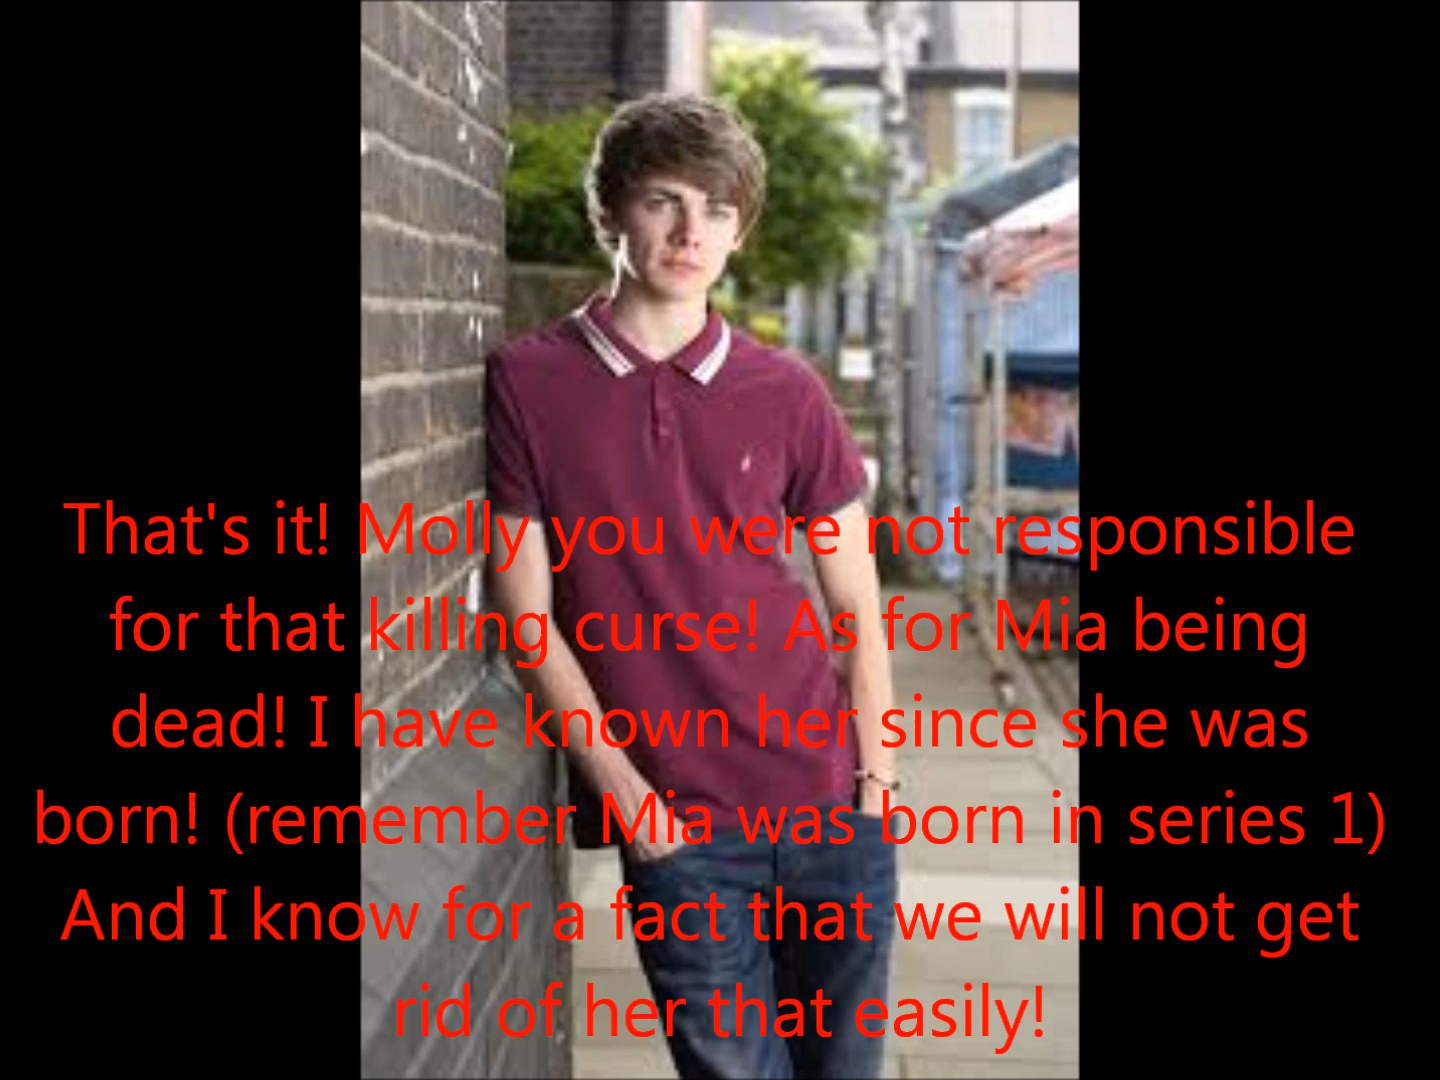 That's it! Molly you were not responsible
for that killing curse! As for Mia being
dead! I have known her since she was
born! (remember Mia was born in series 1)
And I know for a fact that we will not get
rid of her that easily!